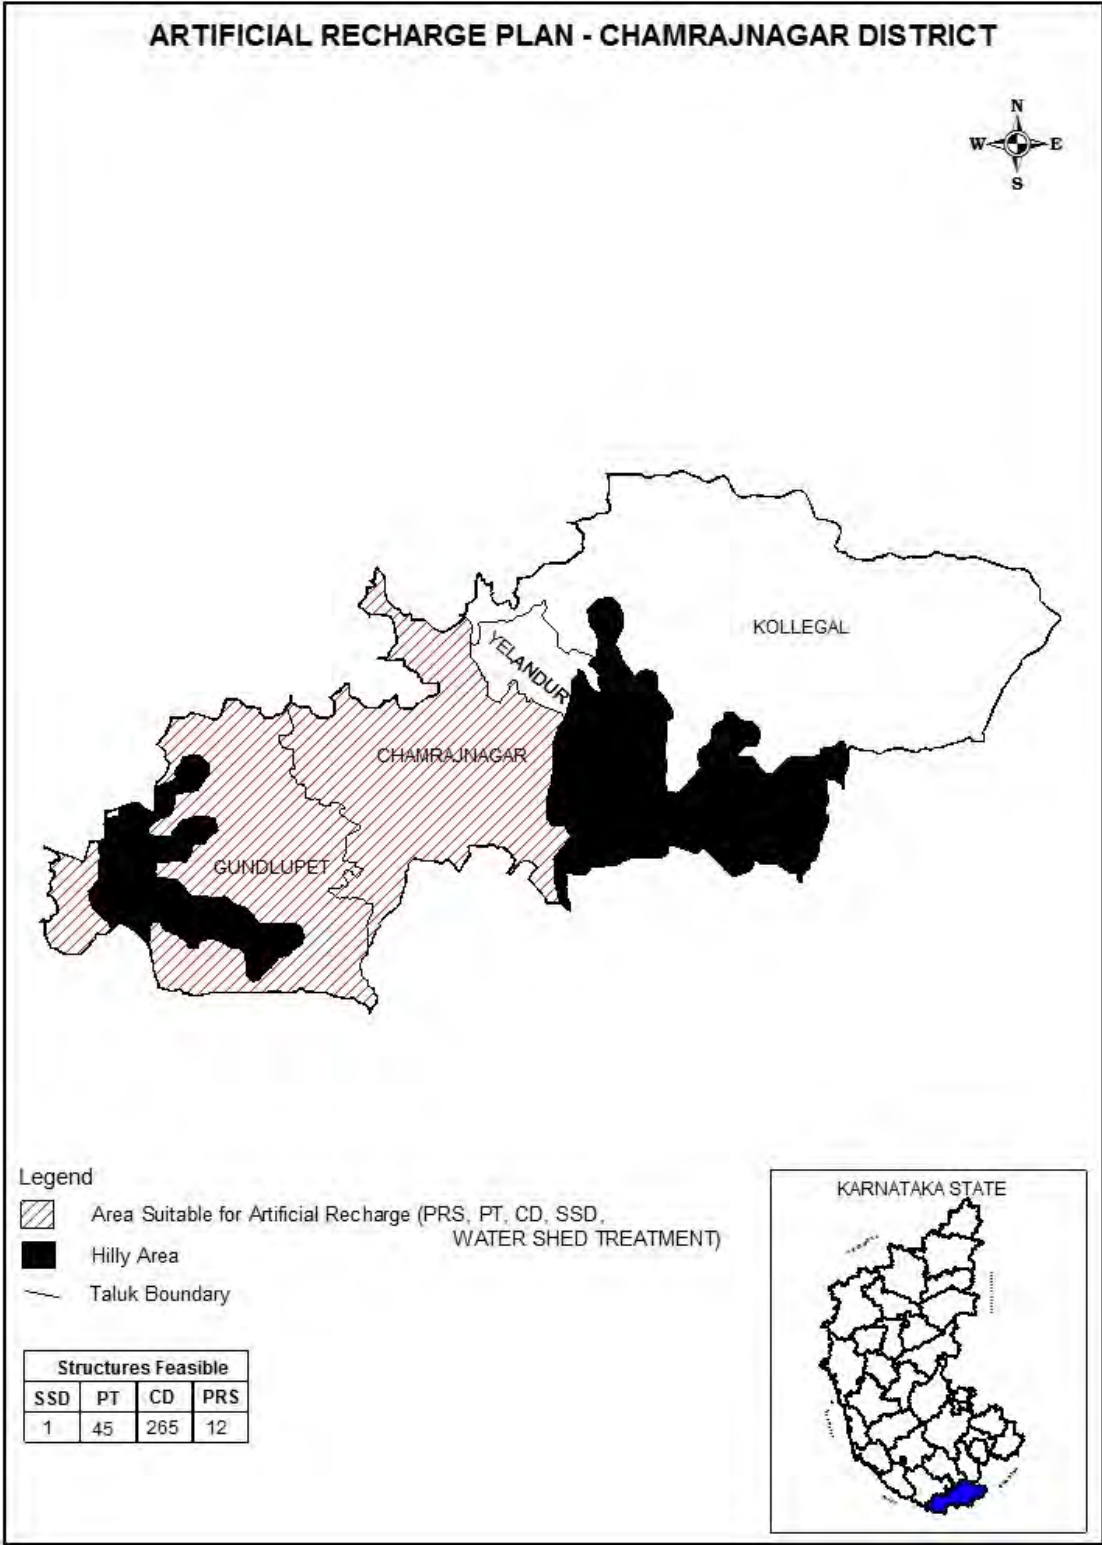 ARTIFICIAL RECHARGE PLAN - CHAMRAJNAGAR DISTRICT
N
W E
S
KOLLEGAL
YELANDUR
CHAMRAJNAGAR
GUNDLUPET
Legend
Area Suitable for Artificial Recharge (PRS, PT, CD, SSD,
WATER SHED TREATMENT)
Hilly Area
Taluk Boundary
Structures Feasible
SSD PT CD PRS
1 45 265 12
KARNATAKA STATE